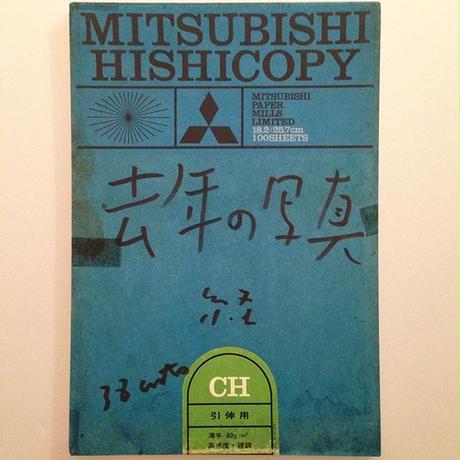 MITSUBISHI
HISHICOPY
MITSUBISHI
PAPER
MILLS
LIMITED
18.2×25.7cm
100SHEETS
去年の写真
CH
引伸用
薄手・80g/m²
高感度・硬調